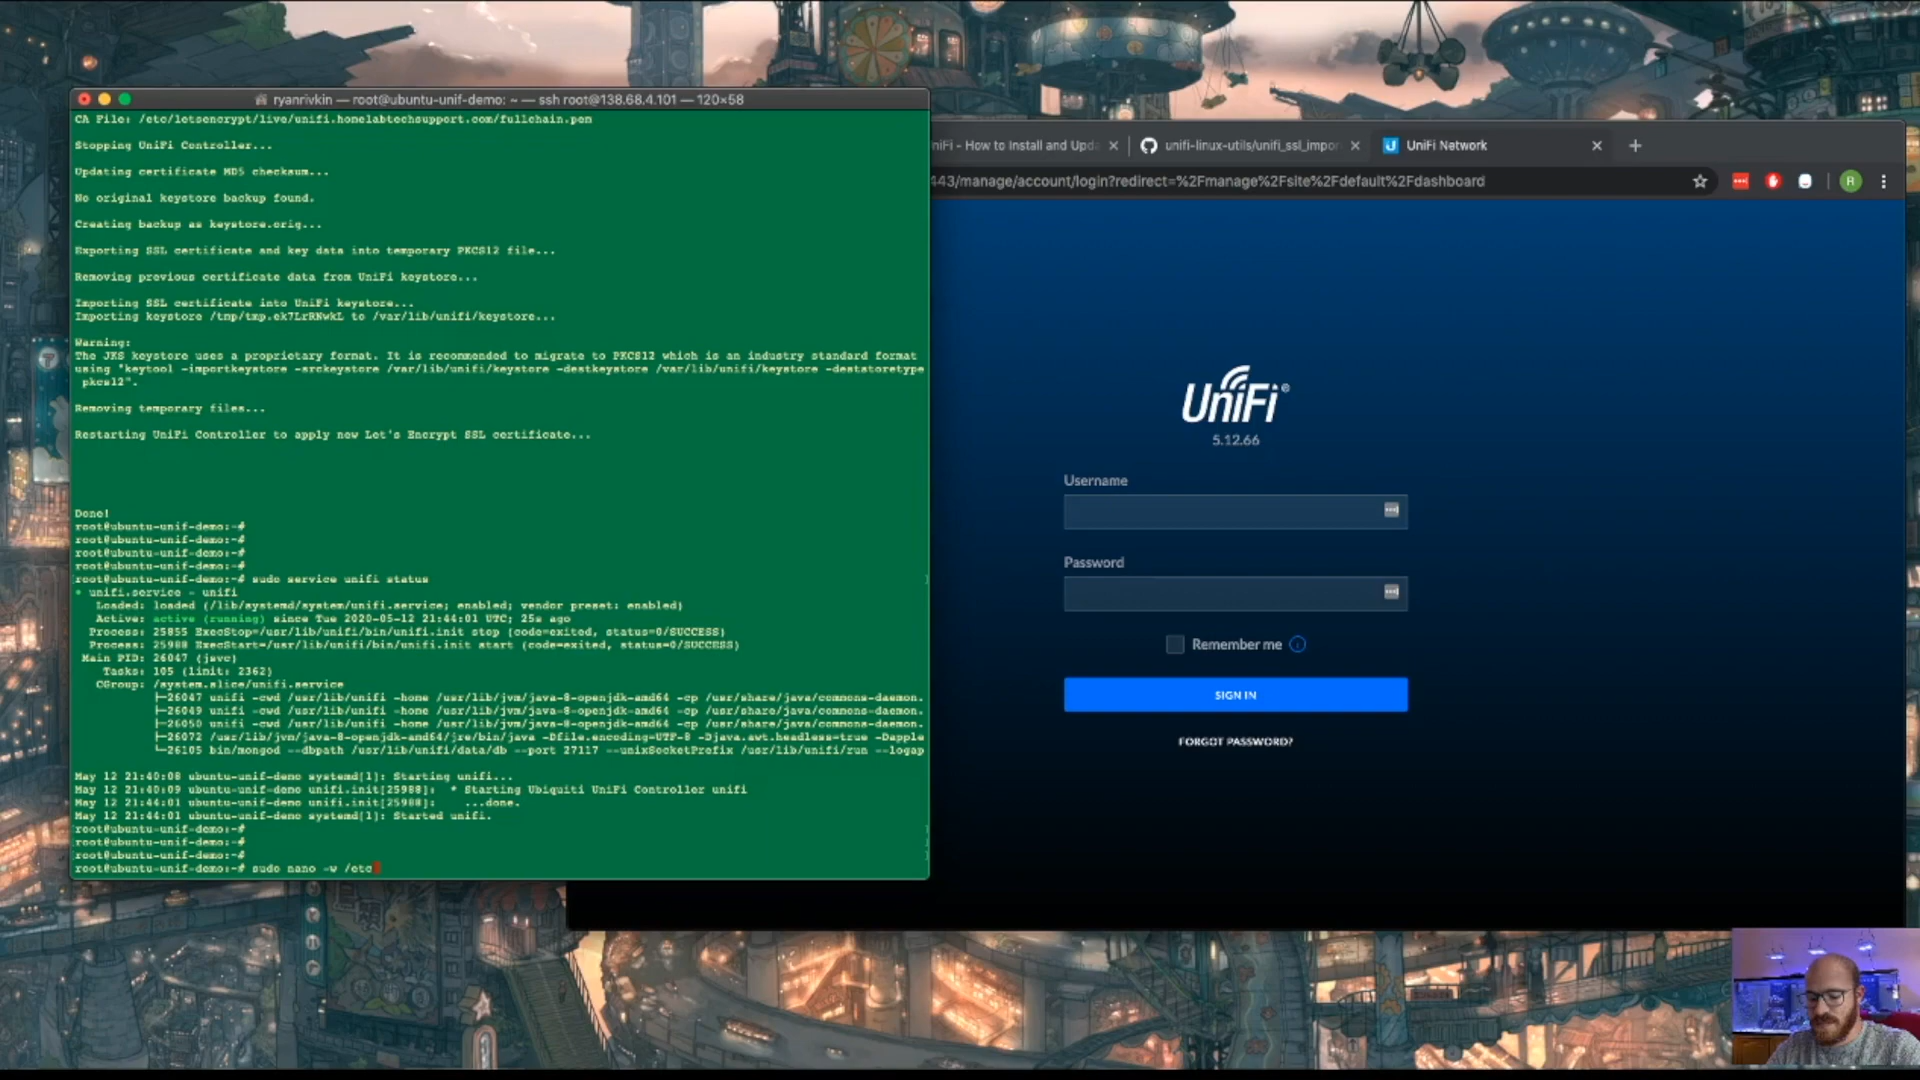 ryanrivkin — root@ubuntu-unif-demo: ~ — ssh root@138.68.4.101 — 120×58
CA File: /etc/letsencrypt/live/unifi.homelabtechsupport.com/fullchain.pem
Stopping UniFi Controller...
Updating certificate MD5 checksum...
No original keystore backup found.
Creating backup as keystore.orig...
Exporting SSL certificate and key data into temporary PKCS12 file...
Removing previous certificate data from UniFi keystore...
Importing SSL certificate into UniFi keystore...
Importing keystore /tmp/tmp.ek7LrRNwkL to /var/lib/unifi/keystore...
Warning:
The JKS keystore uses a proprietary format. It is recommended to migrate to PKCS12 which is an industry standard format
using "keytool -importkeystore -srckeystore /var/lib/unifi/keystore -destkeystore /var/lib/unifi/keystore -deststoretype
pkcs12".
Removing temporary files...
Restarting UniFi Controller to apply new Let's Encrypt SSL certificate...
Done!
root@ubuntu-unif-demo:~#
root@ubuntu-unif-demo:~#
root@ubuntu-unif-demo:~#
root@ubuntu-unif-demo:~#
root@ubuntu-unif-demo:~# sudo service unifi status
● unifi.service - unifi
Loaded: loaded (/lib/systemd/system/unifi.service; enabled; vendor preset: enabled)
Active: active (running) since Tue 2020-05-12 21:44:01 UTC; 25s ago
Process: 25855 ExecStop=/usr/lib/unifi/bin/unifi.init stop (code=exited, status=0/SUCCESS)
Process: 25988 ExecStart=/usr/lib/unifi/bin/unifi.init start (code=exited, status=0/SUCCESS)
Main PID: 26047 (jsvc)
Tasks: 105 (limit: 2362)
CGroup: /system.slice/unifi.service
├─26047 unifi -cwd /usr/lib/unifi -home /usr/lib/jvm/java-8-openjdk-amd64 -cp /usr/share/java/commons-daemon.
├─26049 unifi -cwd /usr/lib/unifi -home /usr/lib/jvm/java-8-openjdk-amd64 -cp /usr/share/java/commons-daemon.
├─26050 unifi -cwd /usr/lib/unifi -home /usr/lib/jvm/java-8-openjdk-amd64 -cp /usr/share/java/commons-daemon.
├─26072 /usr/lib/jvm/java-8-openjdk-amd64/jre/bin/java -Dfile.encoding=UTF-8 -Djava.awt.headless=true -Dapple
└─26105 bin/mongod --dbpath /usr/lib/unifi/data/db --port 27117 --unixSocketPrefix /usr/lib/unifi/run --logap
May 12 21:40:08 ubuntu-unif-demo systemd[1]: Starting unifi...
May 12 21:40:09 ubuntu-unif-demo unifi.init[25988]: * Starting Ubiquiti UniFi Controller unifi
May 12 21:44:01 ubuntu-unif-demo unifi.init[25988]: ...done.
May 12 21:44:01 ubuntu-unif-demo systemd[1]: Started unifi.
root@ubuntu-unif-demo:~#
root@ubuntu-unif-demo:~#
root@ubuntu-unif-demo:~#
root@ubuntu-unif-demo:~# sudo nano -w /etc
niFi - How to Install and Upda
unifi-linux-utils/unifi_ssl_impor
UniFi Network
443/manage/account/login?redirect=%2Fmanage%2Fsite%2Fdefault%2Fdashboard
R
UniFi
5.12.66
Username
Password
Remember me
SIGN IN
FORGOT PASSWORD?